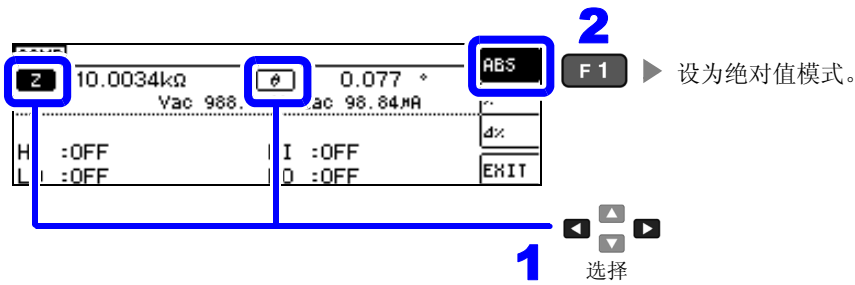 2
Z 10.0034kΩ θ 0.077 °
Vac 988. ac 98.84μA
ABS
F1 设为绝对值模式。
%
Δ%
H :OFF I :OFF
L :OFF O :OFF
EXIT
1
选择